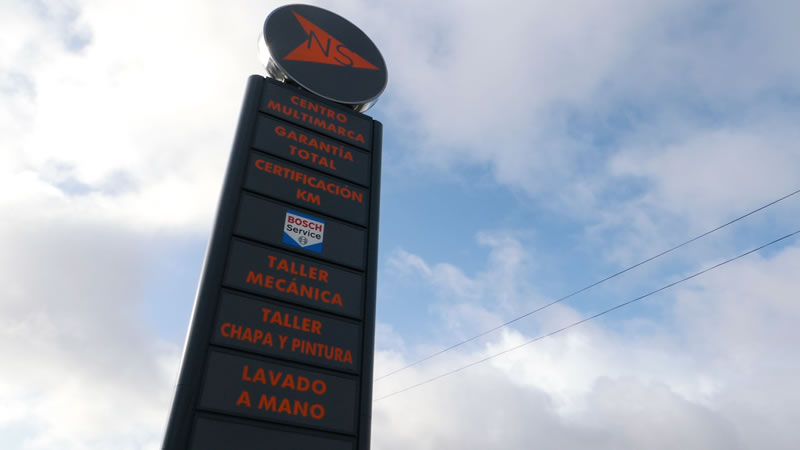 NS
CENTRO
MULTIMARCA
GARANTÍA
TOTAL
CERTIFICACIÓN
KM
BOSCH
Service
TALLER
MECÁNICA
TALLER
CHAPA Y PINTURA
LAVADO
A MANO